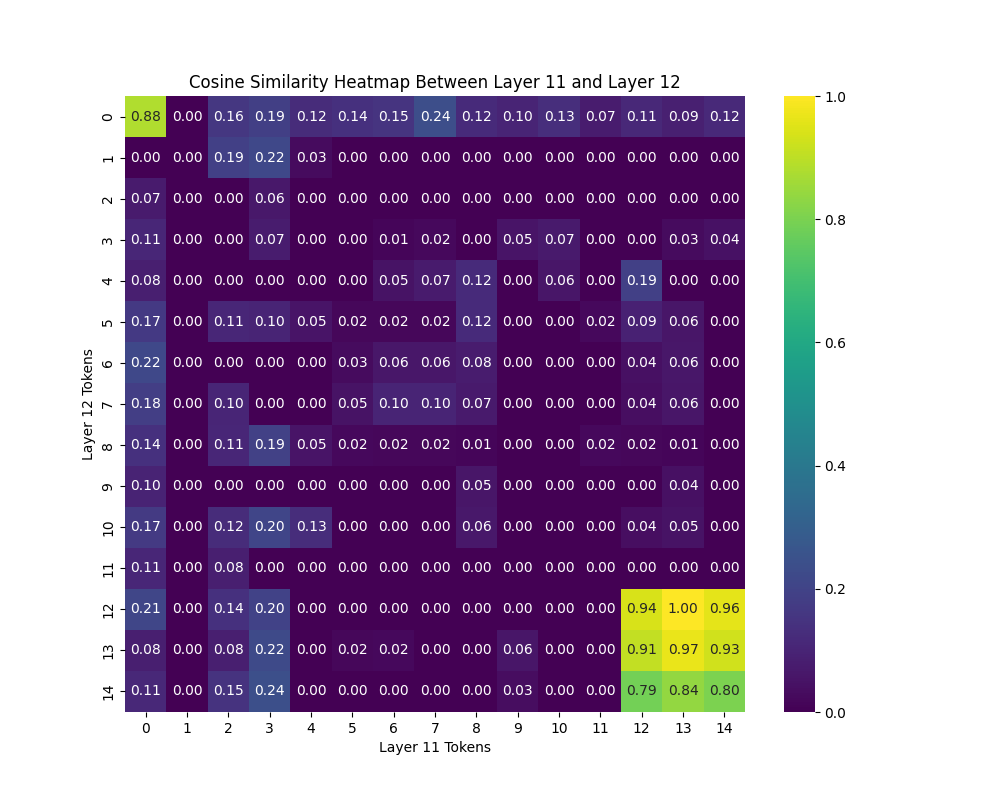 Cosine Similarity Heatmap Between Layer 11 and Layer 12
0 0.88 0.00 0.16 0.19 0.12 0.14 0.15 0.24 0.12 0.10 0.13 0.07 0.11 0.09 0.12
1 0.00 0.00 0.19 0.22 0.03 0.00 0.00 0.00 0.00 0.00 0.00 0.00 0.00 0.00 0.00
2 0.07 0.00 0.00 0.06 0.00 0.00 0.00 0.00 0.00 0.00 0.00 0.00 0.00 0.00 0.00
3 0.11 0.00 0.00 0.07 0.00 0.00 0.01 0.02 0.00 0.05 0.07 0.00 0.00 0.03 0.04
4 0.08 0.00 0.00 0.00 0.00 0.00 0.05 0.07 0.12 0.00 0.06 0.00 0.19 0.00 0.00
5 0.17 0.00 0.11 0.10 0.05 0.02 0.02 0.02 0.12 0.00 0.00 0.02 0.09 0.06 0.00
6 0.22 0.00 0.00 0.00 0.00 0.03 0.06 0.06 0.08 0.00 0.00 0.00 0.04 0.06 0.00
7 0.18 0.00 0.10 0.00 0.00 0.05 0.10 0.10 0.07 0.00 0.00 0.00 0.04 0.06 0.00
8 0.14 0.00 0.11 0.19 0.05 0.02 0.02 0.02 0.01 0.00 0.00 0.02 0.02 0.01 0.00
9 0.10 0.00 0.00 0.00 0.00 0.00 0.00 0.00 0.05 0.00 0.00 0.00 0.00 0.04 0.00
10 0.17 0.00 0.12 0.20 0.13 0.00 0.00 0.00 0.06 0.00 0.00 0.00 0.04 0.05 0.00
11 0.11 0.00 0.08 0.00 0.00 0.00 0.00 0.00 0.00 0.00 0.00 0.00 0.00 0.00 0.00
12 0.21 0.00 0.14 0.20 0.00 0.00 0.00 0.00 0.00 0.00 0.00 0.00 0.94 1.00 0.96
13 0.08 0.00 0.08 0.22 0.00 0.02 0.02 0.00 0.00 0.06 0.00 0.00 0.91 0.97 0.93
14 0.11 0.00 0.15 0.24 0.00 0.00 0.00 0.00 0.00 0.03 0.00 0.00 0.79 0.84 0.80
0 1 2 3 4 5 6 7 8 9 10 11 12 13 14
Layer 11 Tokens
Layer 12 Tokens
1.0
0.8
0.6
0.4
0.2
0.0